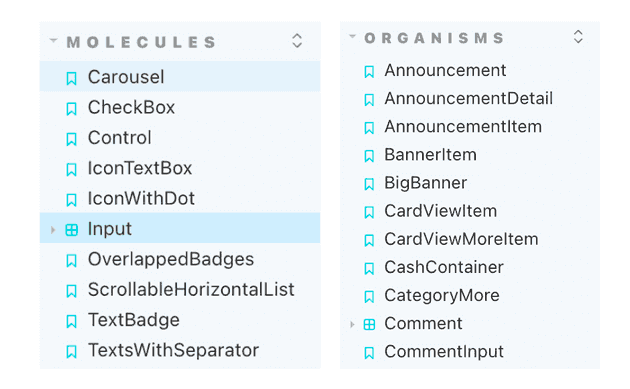 MOLECULES
Carousel
CheckBox
Control
IconTextBox
IconWithDot
Input
OverlappedBadges
ScrollableHorizontalList
TextBadge
TextsWithSeparator
ORGANISMS
Announcement
AnnouncementDetail
AnnouncementItem
BannerItem
BigBanner
CardViewItem
CardViewMoreItem
CashContainer
CategoryMore
Comment
CommentInput